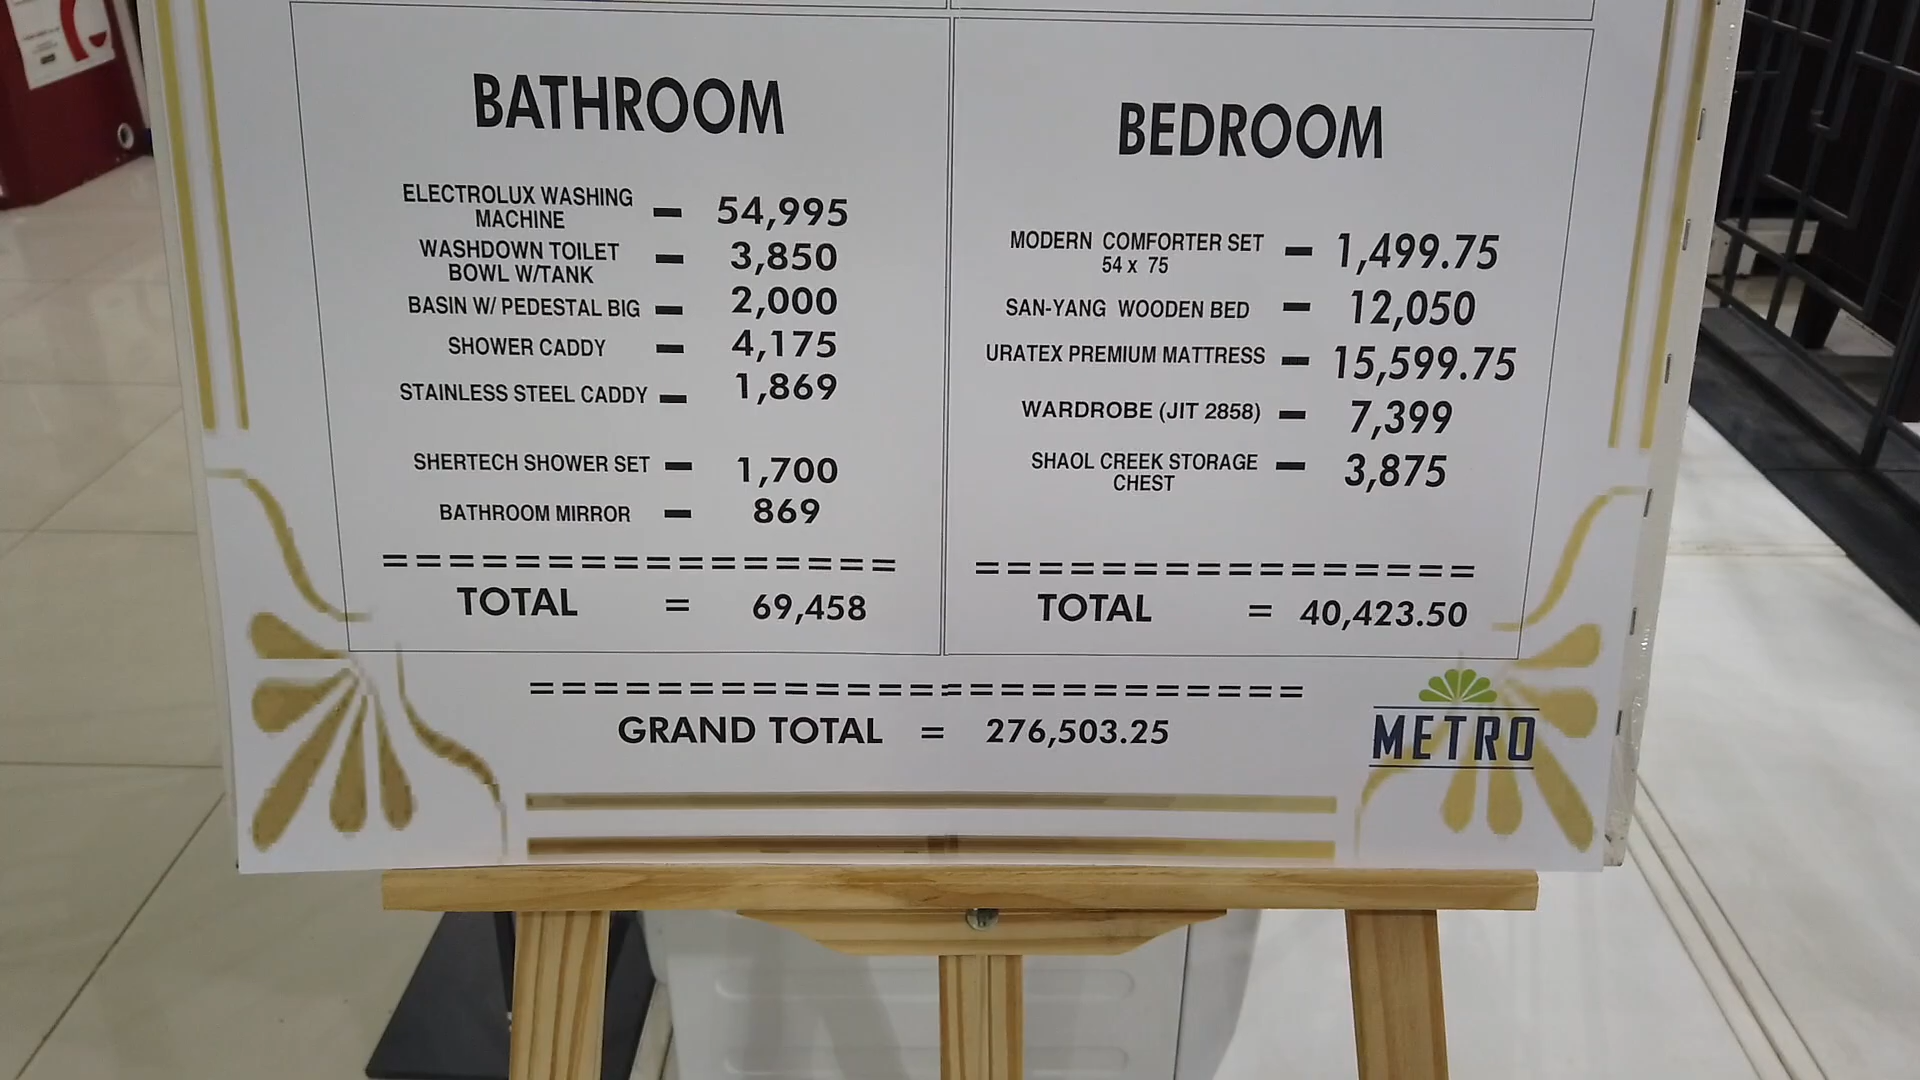 BATHROOM
ELECTROLUX WASHING
MACHINE
— 54,995
WASHDOWN TOILET
BOWL W/TANK
— 3,850
BASIN W/ PEDESTAL BIG — 2,000
SHOWER CADDY — 4,175
STAINLESS STEEL CADDY — 1,869
SHERTECH SHOWER SET — 1,700
BATHROOM MIRROR — 869
================
TOTAL = 69,458
BEDROOM
MODERN COMFORTER SET — 1,499.75
54 x 75
SAN-YANG WOODEN BED — 12,050
URATEX PREMIUM MATTRESS — 15,599.75
WARDROBE (JIT 2858) — 7,399
SHAOL CREEK STORAGE — 3,875
CHEST
================
TOTAL = 40,423.50
=========================
GRAND TOTAL = 276,503.25
METRO